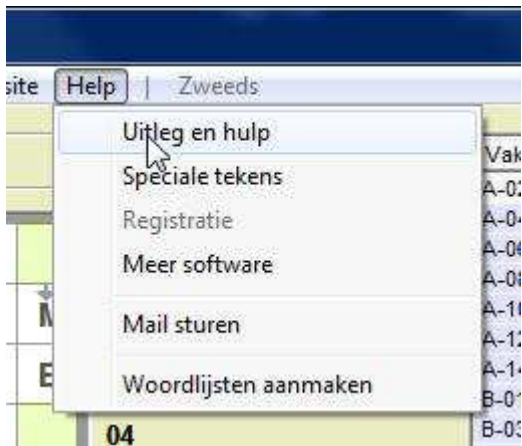 site Help | Zweeds
Uitleg en hulp
Vak
Speciale tekens
A-02
Registratie
A-04
A-06
Meer software
A-08
M
A-10
Mail sturen
A-12
E
A-14
Woordlijsten aanmaken
B-01
04
B-03